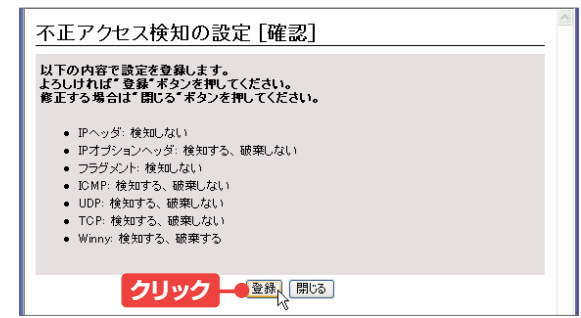 不正アクセス検知の設定 [確認]
以下の内容で設定を登録します。
よろしければ"登録"ボタンを押してください。
修正する場合は"閉じる"ボタンを押してください。
• IPヘッダ: 検知しない
• IPオプションヘッダ: 検知する、破棄しない
• フラグメント: 検知しない
• ICMP: 検知する、破棄しない
• UDP: 検知する、破棄しない
• TCP: 検知する、破棄しない
• Winny: 検知する、破棄する
クリック 登録 閉じる